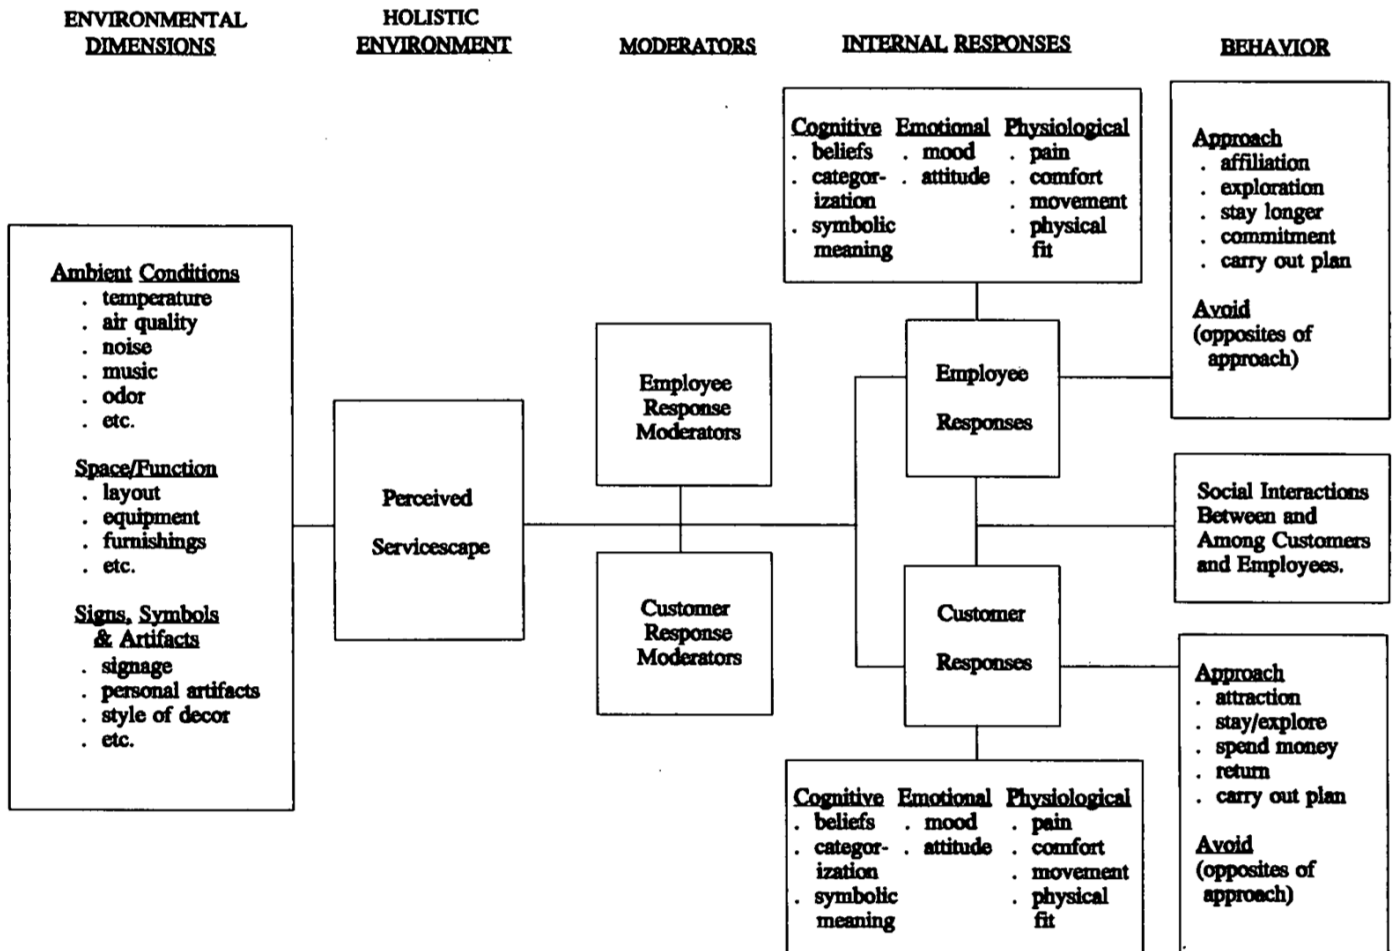 ENVIRONMENTAL
DIMENSIONS
HOLISTIC
ENVIRONMENT
MODERATORS
INTERNAL RESPONSES
BEHAVIOR
Ambient Conditions
. temperature
. air quality
. noise
. music
. odor
. etc.
Space/Function
. layout
. equipment
. furnishings
. etc.
Signs, Symbols
& Artifacts
. signage
. personal artifacts
. style of decor
. etc.
Perceived
Servicescape
Employee
Response
Moderators
Customer
Response
Moderators
Cognitive
. beliefs
. categor-
ization
. symbolic
meaning
Emotional
. mood
. attitude
Physiological
. pain
. comfort
. movement
. physical
fit
Employee
Responses
Customer
Responses
Cognitive
. beliefs
. categor-
ization
. symbolic
meaning
Emotional
. mood
. attitude
Physiological
. pain
. comfort
. movement
. physical
fit
Approach
. affiliation
. exploration
. stay longer
. commitment
. carry out plan
Avoid
(opposites of
approach)
Social Interactions
Between and
Among Customers
and Employees.
Approach
. attraction
. stay/explore
. spend money
. return
. carry out plan
Avoid
(opposites of
approach)